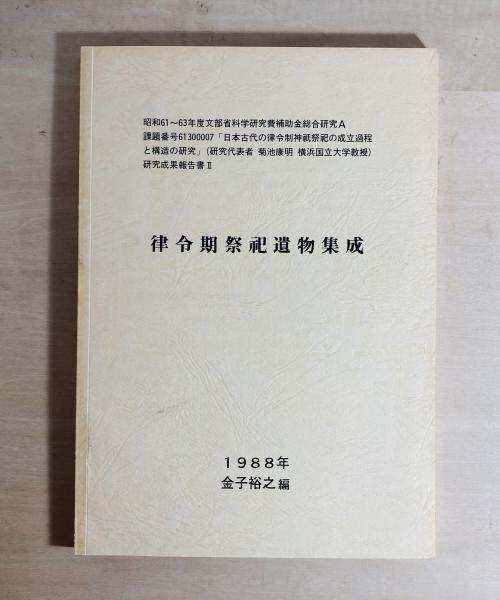 昭和61～63年度文部省科学研究費補助金総合研究A
課題番号61300007「日本古代の律令制神祇祭祀の成立過程
と構造の研究」(研究代表者 菊池康明 横浜国立大学教授)
研究成果報告書Ⅱ
律令期祭祀遺物集成
1988年
金子裕之編